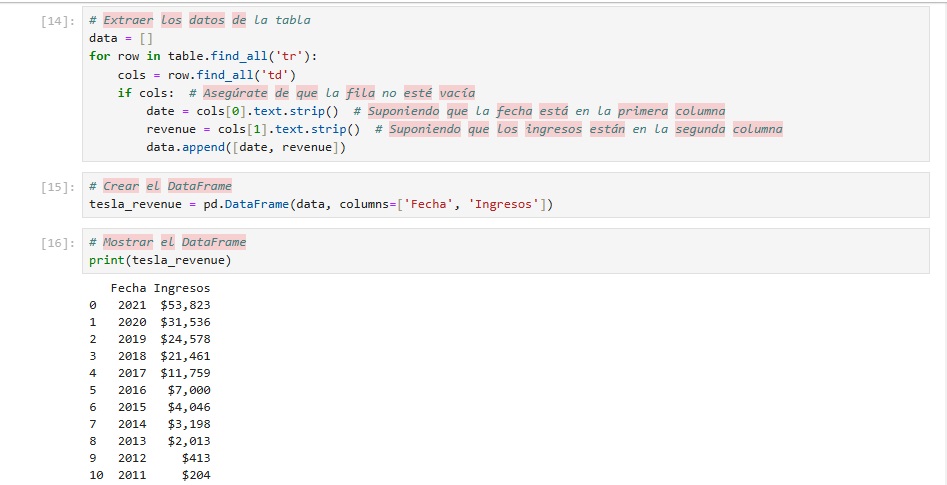 [14]: # Extraer los datos de la tabla
data = []
for row in table.find_all('tr'):
    cols = row.find_all('td')
    if cols:  # Asegúrate de que la fila no esté vacía
        date = cols[0].text.strip()  # Suponiendo que la fecha está en la primera columna
        revenue = cols[1].text.strip()  # Suponiendo que los ingresos están en la segunda columna
        data.append([date, revenue])
[15]: # Crear el DataFrame
tesla_revenue = pd.DataFrame(data, columns=['Fecha', 'Ingresos'])
[16]: # Mostrar el DataFrame
print(tesla_revenue)
   Fecha Ingresos
0   2021  $53,823
1   2020  $31,536
2   2019  $24,578
3   2018  $21,461
4   2017  $11,759
5   2016   $7,000
6   2015   $4,046
7   2014   $3,198
8   2013   $2,013
9   2012     $413
10  2011     $204